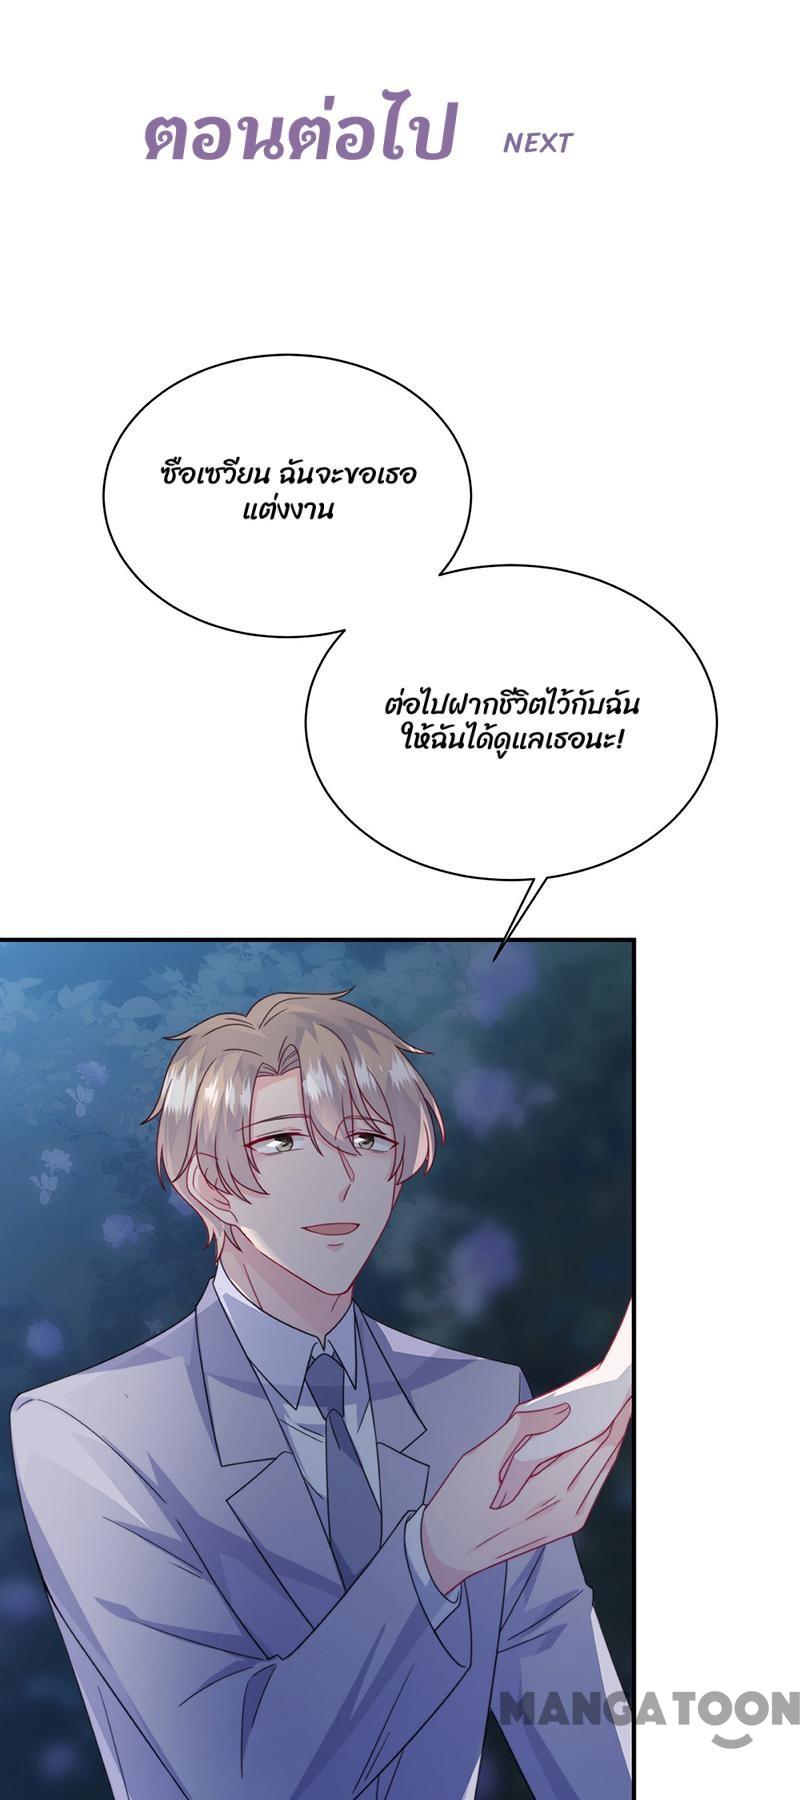 ตอนต่อไป NEXT
ซือเซวียน ฉันจะขอเธอ
แต่งงาน
ต่อไปฝากชีวิตไว้กับฉัน
ให้ฉันได้ดูแลเธอนะ!
MANGATOON